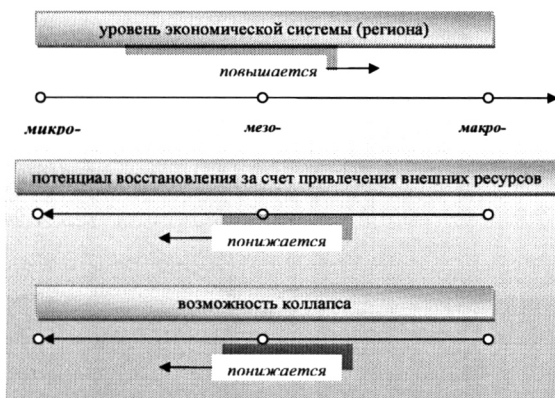 уровень экономической системы (региона)
повышается
микро- мезо- макро-
потенциал восстановления за счет привлечения внешних ресурсов
понижается
возможность коллапса
понижается